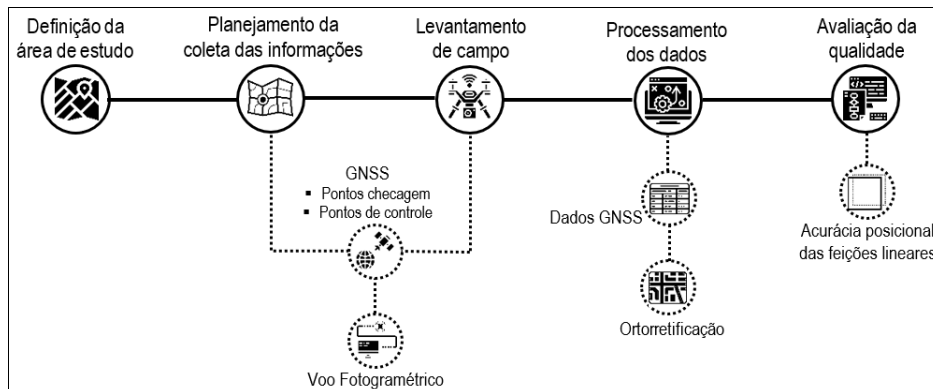 Definição da
área de estudo
Planejamento da
coleta das informações
Levantamento
de campo
Processamento
dos dados
Avaliação da
qualidade
GNSS
▪ Pontos checagem
▪ Pontos de controle
Voo Fotogramétrico
Dados GNSS
Ortorretificação
Acurácia posicional
das feições lineares